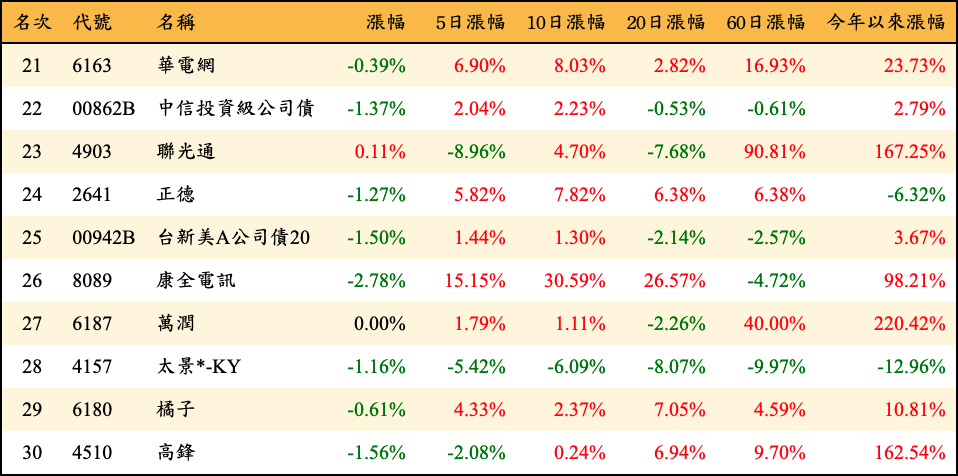 名次 代號 名稱 漲幅 5日漲幅 10日漲幅 20日漲幅 60日漲幅 今年以來漲幅
21 6163 華電網 -0.39% 6.90% 8.03% 2.82% 16.93% 23.73%
22 00862B 中信投資級公司債 -1.37% 2.04% 2.23% -0.53% -0.61% 2.79%
23 4903 聯光通 0.11% -8.96% 4.70% -7.68% 90.81% 167.25%
24 2641 正德 -1.27% 5.82% 7.82% 6.38% 6.38% -6.32%
25 00942B 台新美A公司債20 -1.50% 1.44% 1.30% -2.14% -2.57% 3.67%
26 8089 康全電訊 -2.78% 15.15% 30.59% 26.57% -4.72% 98.21%
27 6187 萬潤 0.00% 1.79% 1.11% -2.26% 40.00% 220.42%
28 4157 太景*-KY -1.16% -5.42% -6.09% -8.07% -9.97% -12.96%
29 6180 橘子 -0.61% 4.33% 2.37% 7.05% 4.59% 10.81%
30 4510 高鋒 -1.56% -2.08% 0.24% 6.94% 9.70% 162.54%